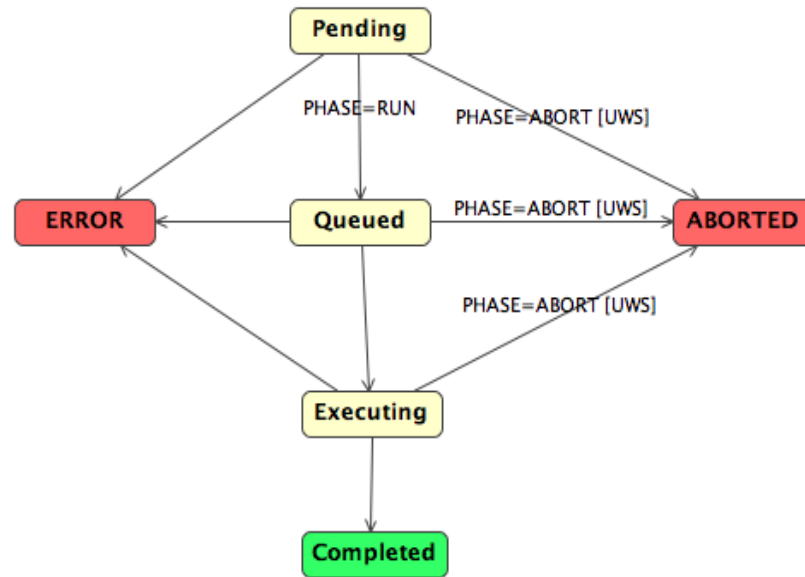 Pending
PHASE=RUN
PHASE=ABORT [UWS]
ERROR
Queued
PHASE=ABORT [UWS]
ABORTED
PHASE=ABORT [UWS]
Executing
Completed